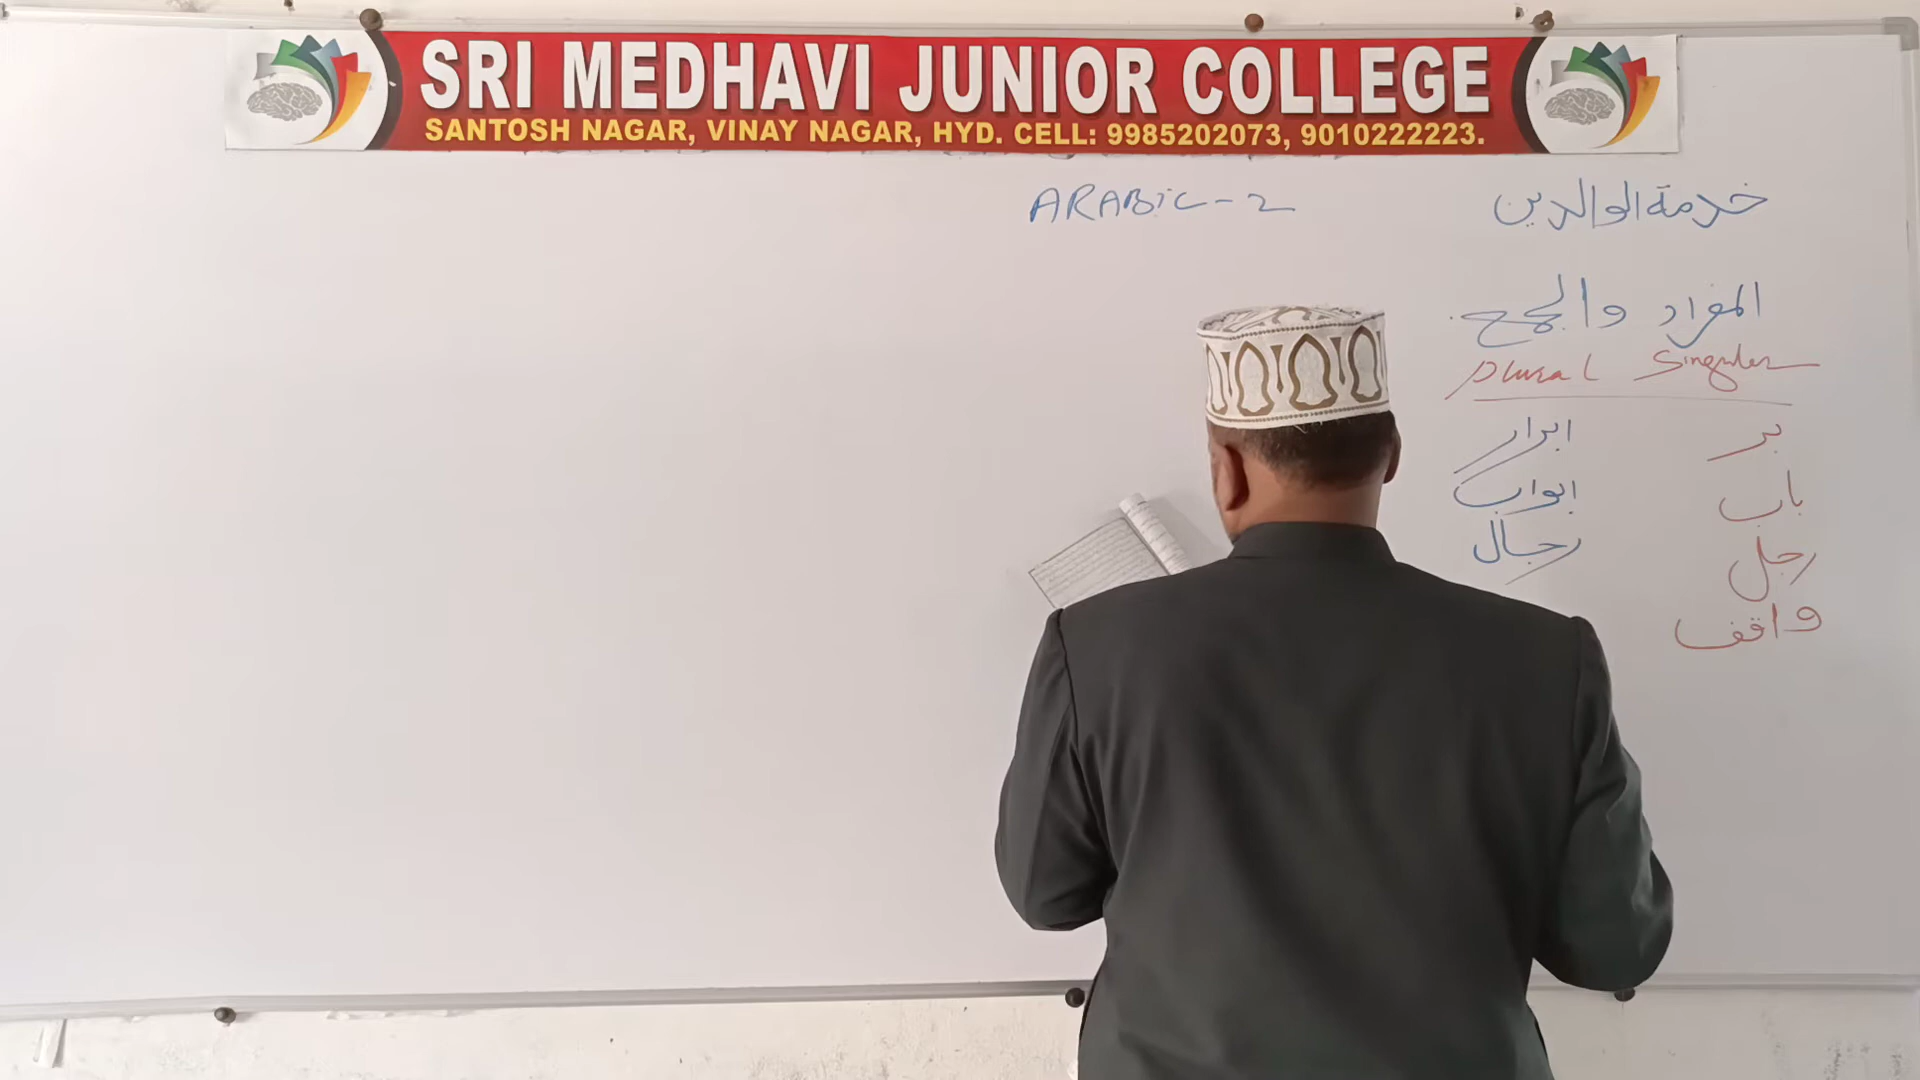 SRI MEDHAVI JUNIOR COLLEGE
SANTOSH NAGAR, VINAY NAGAR, HYD. CELL: 9985202073, 9010222223.
ARABIC-2 خدمة الوالدين
المفراد والجمع
Plural Singular
بر ابرار
باب ابواب
رجل رجال
واقف